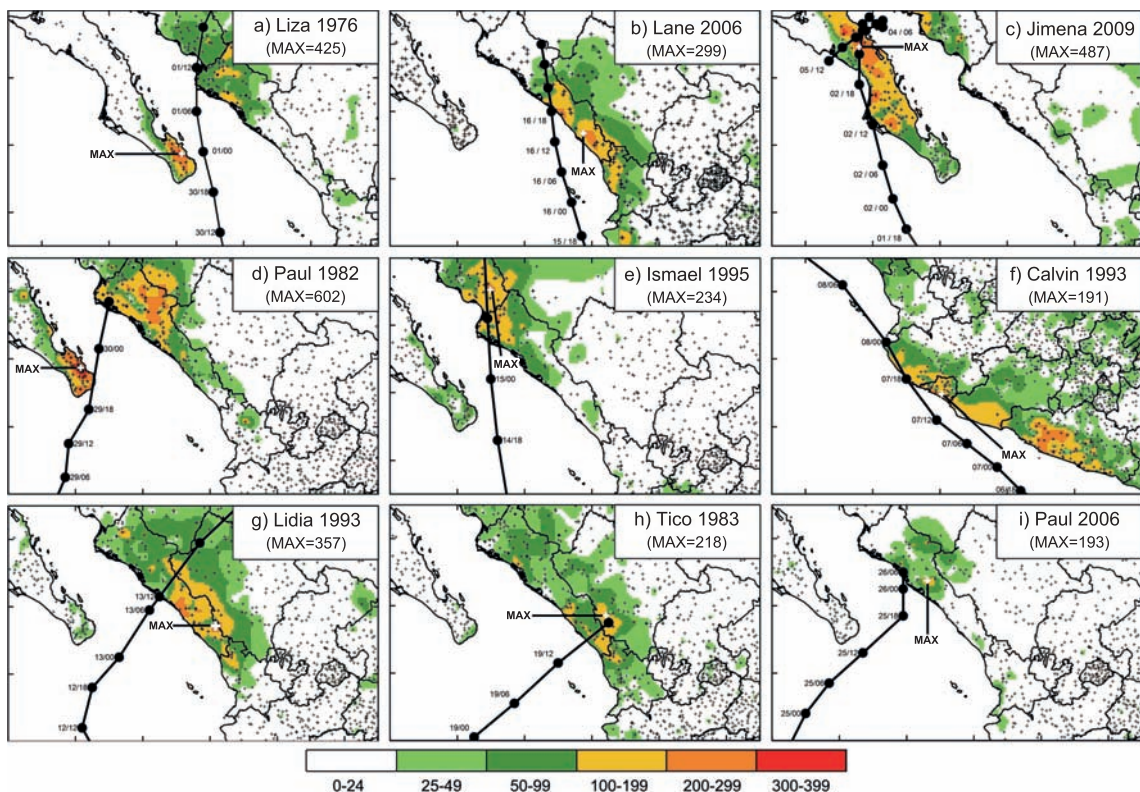 a) Liza 1976
(MAX=425)
01/12
01/06
01/00
MAX
30/18
30/12
b) Lane 2006
(MAX=299)
16 / 18
16 / 12
MAX
16 / 06
16 / 00
15 / 18
c) Jimena 2009
(MAX=487)
04 / 06
MAX
05 / 12
02 / 18
02 / 12
02 / 06
02 / 00
01 / 18
d) Paul 1982
(MAX=602)
30/00
MAX
29/18
29/12
29/06
e) Ismael 1995
(MAX=234)
MAX
15/00
14/18
f) Calvin 1993
(MAX=191)
08/06
08/00
07/18
07/12
MAX
07/06
07/00
g) Lidia 1993
(MAX=357)
13/12
13/06
MAX
13/00
12/18
12/12
h) Tico 1983
(MAX=218)
MAX
19/12
19/06
19/00
i) Paul 2006
(MAX=193)
26/00
26/00
25/18
MAX
25/12
25/06
25/00
0-24 25-49 50-99 100-199 200-299 300-399